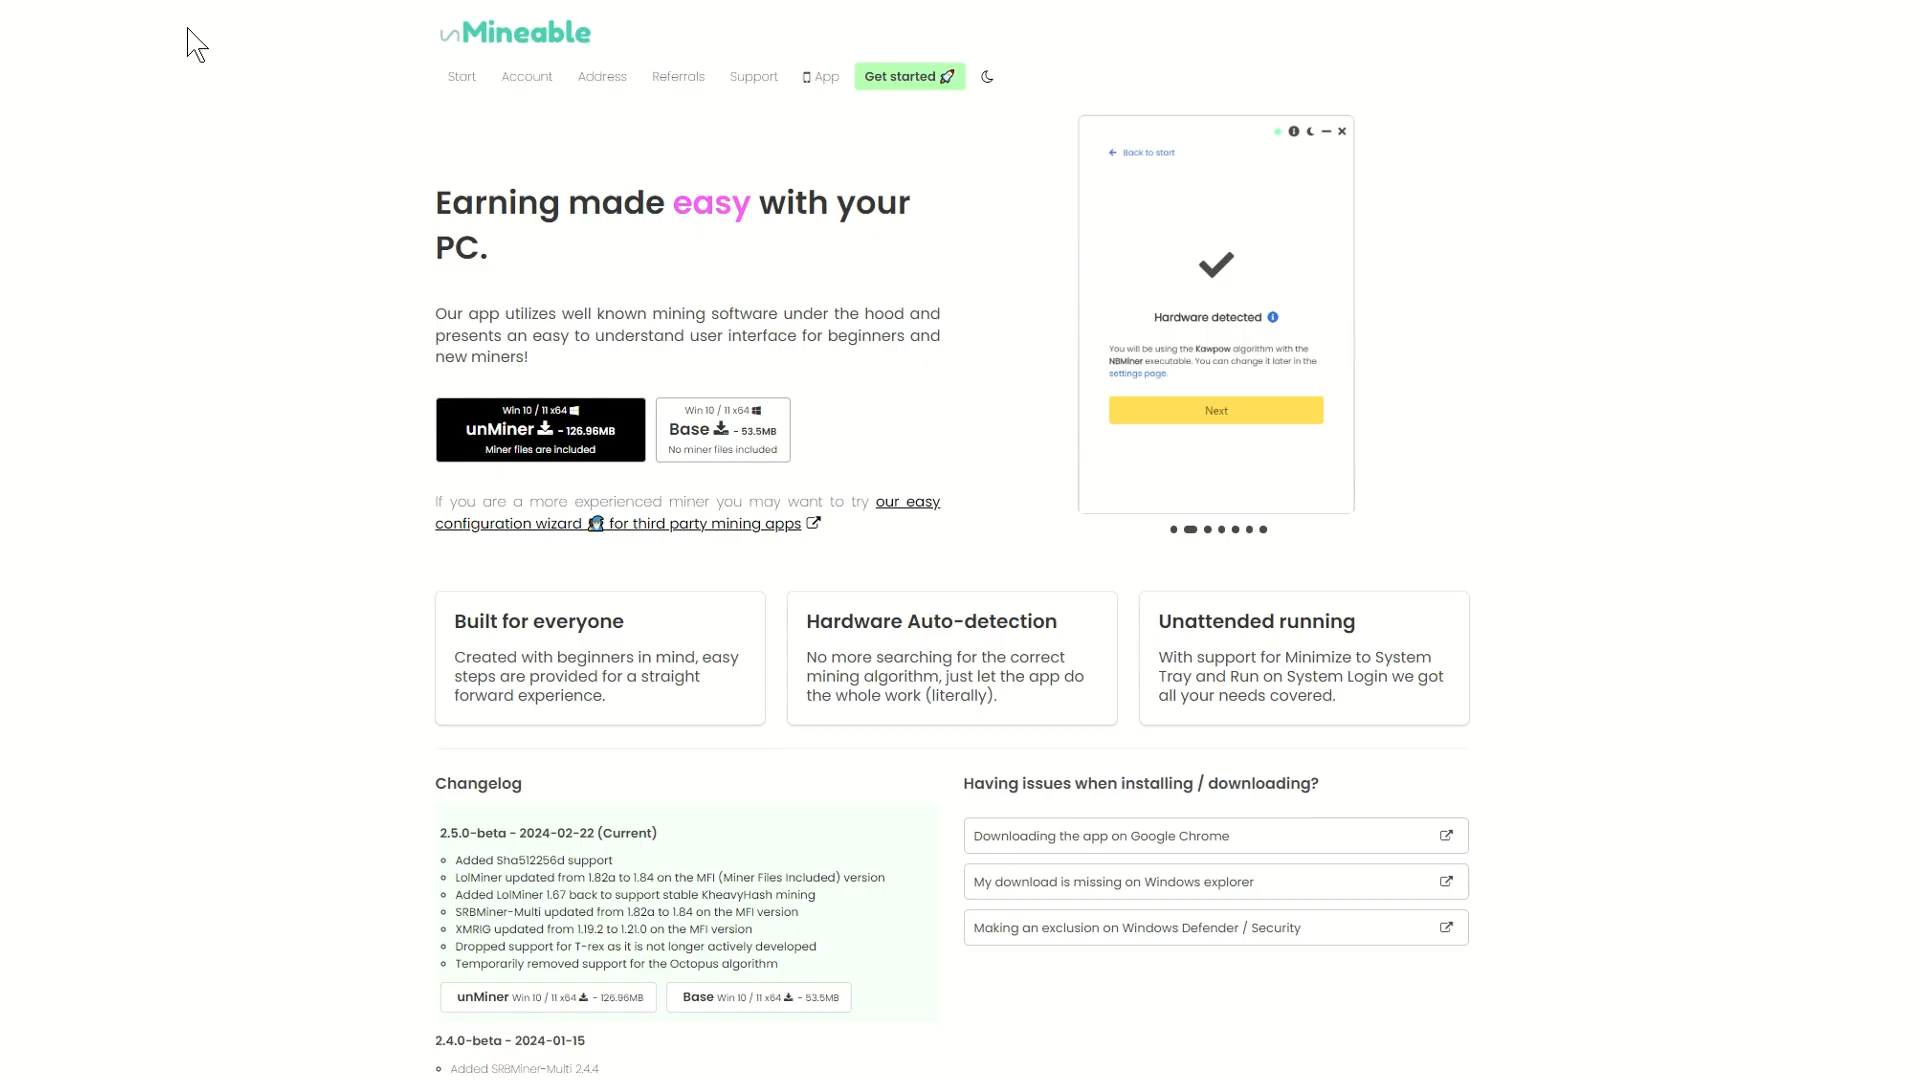 unMineable
Start Account Address Referrals Support App Get started
Back to start
Earning made easy with your
PC.
Our app utilizes well known mining software under the hood and
presents an easy to understand user interface for beginners and
new miners!
Win 10 / 11 x64
unMiner - 126.96MB
Miner files are included
Win 10 / 11 x64
Base - 53.5MB
No miner files included
If you are a more experienced miner you may want to try our easy
configuration wizard for third party mining apps
Hardware detected
You will be using the Kawpow algorithm with the
NBMiner executable. You can change it later in the
settings page.
Next
Built for everyone
Created with beginners in mind, easy
steps are provided for a straight
forward experience.
Hardware Auto-detection
No more searching for the correct
mining algorithm, just let the app do
the whole work (literally).
Unattended running
With support for Minimize to System
Tray and Run on System Login we got
all your needs covered.
Changelog
2.5.0-beta - 2024-02-22 (Current)
Added Sha512256d support
LolMiner updated from 1.82a to 1.84 on the MFI (Miner Files Included) version
Added LolMiner 1.67 back to support stable KheavyHash mining
SRBMiner-Multi updated from 1.82a to 1.84 on the MFI version
XMRIG updated from 1.19.2 to 1.21.0 on the MFI version
Dropped support for T-rex as it is not longer actively developed
Temporarily removed support for the Octopus algorithm
unMiner Win 10 / 11 x64 - 126.96MB
Base Win 10 / 11 x64 - 53.5MB
2.4.0-beta - 2024-01-15
Added SRBMiner-Multi 2.4.4
Having issues when installing / downloading?
Downloading the app on Google Chrome
My download is missing on Windows explorer
Making an exclusion on Windows Defender / Security